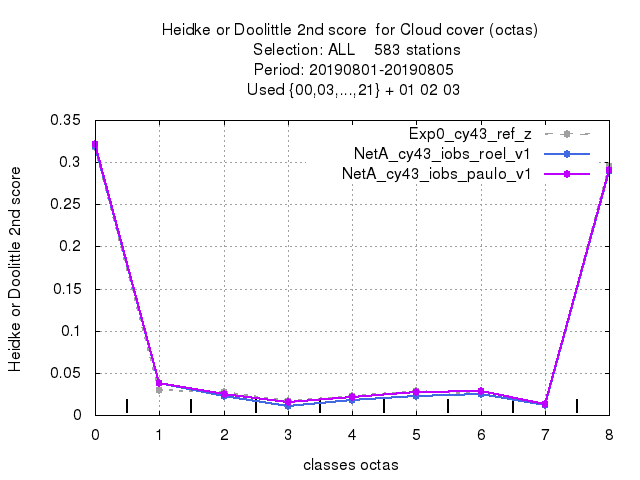 Heidke or Doolittle 2nd score  for Cloud cover (octas)
Selection: ALL    583 stations
Period: 20190801-20190805
Used {00,03,...,21} + 01 02 03
Exp0_cy43_ref_z
NetA_cy43_iobs_roel_v1
NetA_cy43_iobs_paulo_v1
Heidke or Doolittle 2nd score
0.35
0.3
0.25
0.2
0.15
0.1
0.05
0
0 1 2 3 4 5 6 7 8
classes octas